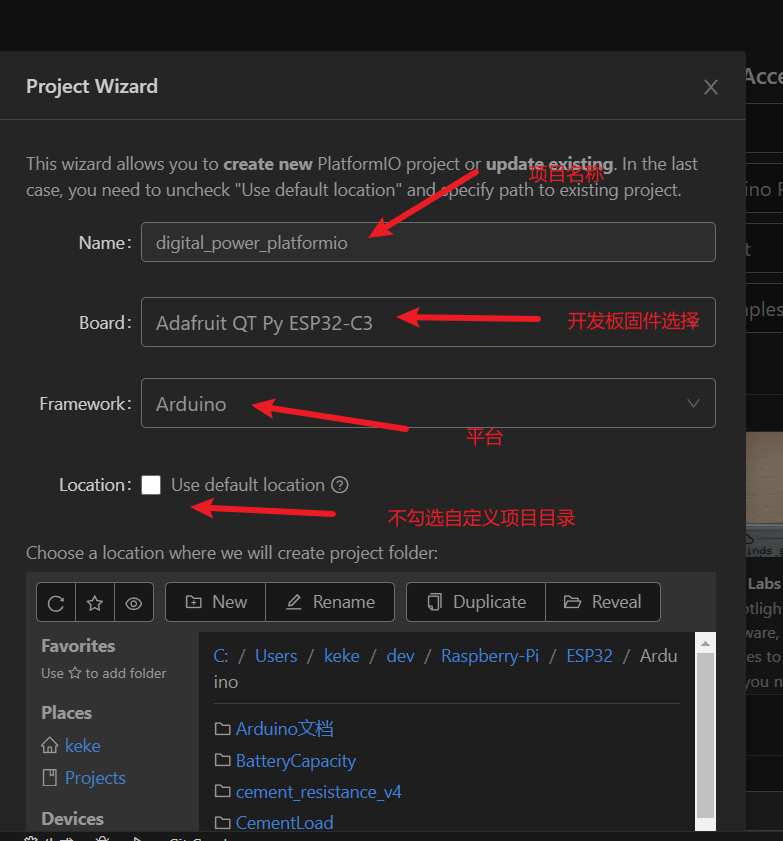 Acce
Project Wizard
This wizard allows you to create new PlatformIO project or update existing. In the last
项目名称
case, you need to uncheck "Use default location" and specify path to existing project.
ino P
Name:
digital_power_platformio
t
Board:
Adafruit QT Py ESP32-C3
开发板固件选择
ples
Framework:
Arduino
平台
Location:
Use default location
不勾选自定义项目目录
Choose a location where we will create project folder:
inds
Labs
New
Rename
Duplicate
Reveal
otligh
ware,
Favorites
Use ☆ to add folder
C: / Users / keke / dev / Raspberry-Pi / ESP32 / Ardu
ino
es to
you n
Places
keke
Projects
Devices
Arduino文档
BatteryCapacity
cement_resistance_v4
CementLoad